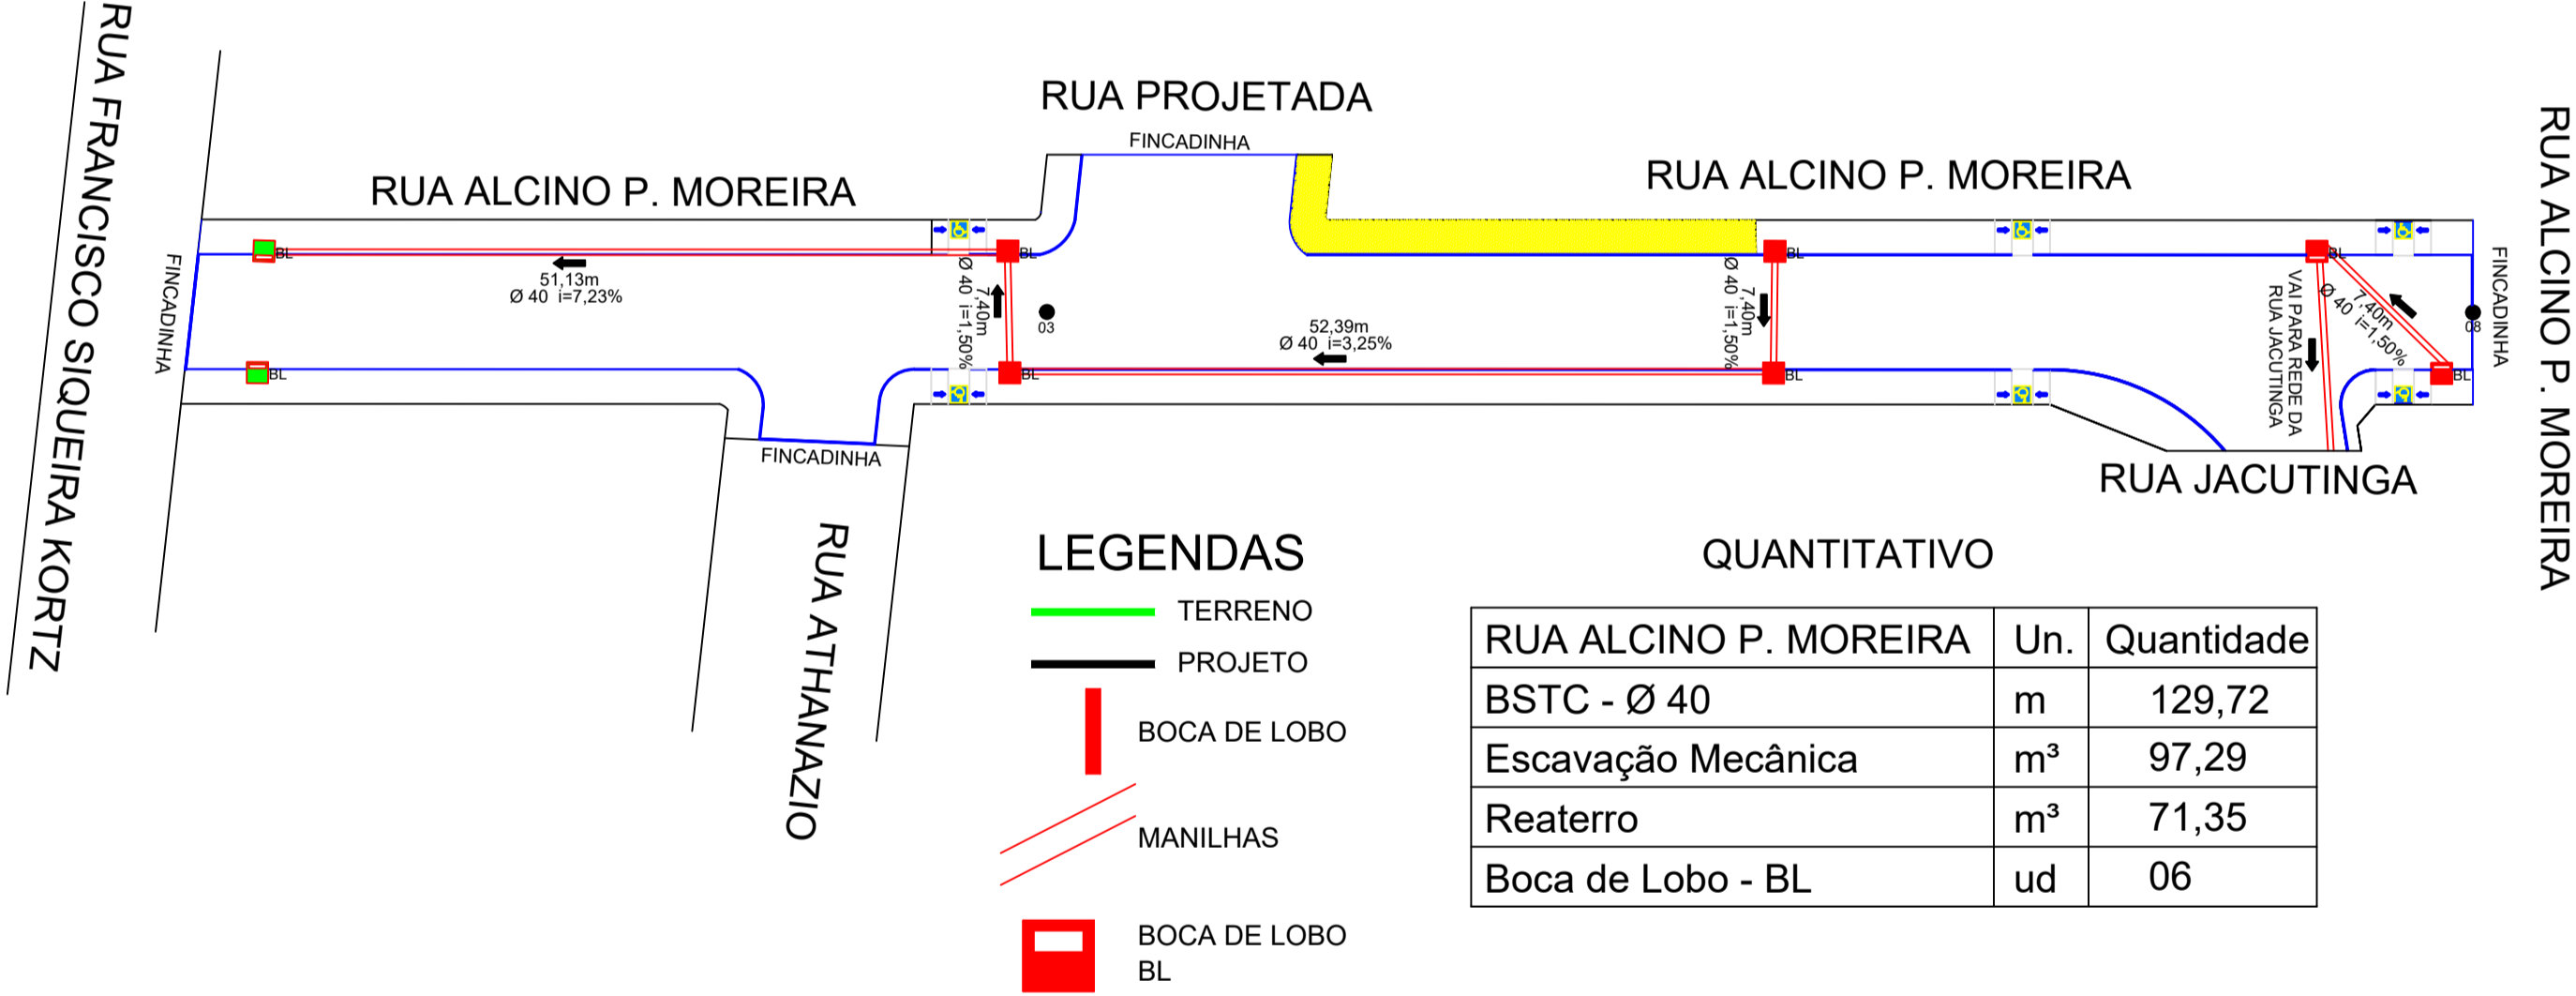 RUA FRANCISCO SIQUEIRA KORTZ
FINCADINHA
RUA ALCINO P. MOREIRA
BL
51,13m
Ø 40 i=7,23%
BL
RUA PROJETADA
FINCADINHA
BL
7,40m
Ø 40 i=1,50%
03
BL
52,39m
Ø 40 i=3,25%
RUA ALCINO P. MOREIRA
BL
7,40m
Ø 40 i=1,50%
BL
BL
VAI PARA REDE DA
RUA JACUTINGA
7,40m
Ø 40 i=1,50%
BL
08
FINCADINHA
RUA ALCINO P. MOREIRA
RUA JACUTINGA
FINCADINHA
RUA ATHANAZIO
LEGENDAS
TERRENO
PROJETO
BOCA DE LOBO
MANILHAS
BOCA DE LOBO
BL
QUANTITATIVO
RUA ALCINO P. MOREIRA Un. Quantidade
BSTC - Ø 40 m 129,72
Escavação Mecânica m³ 97,29
Reaterro m³ 71,35
Boca de Lobo - BL ud 06